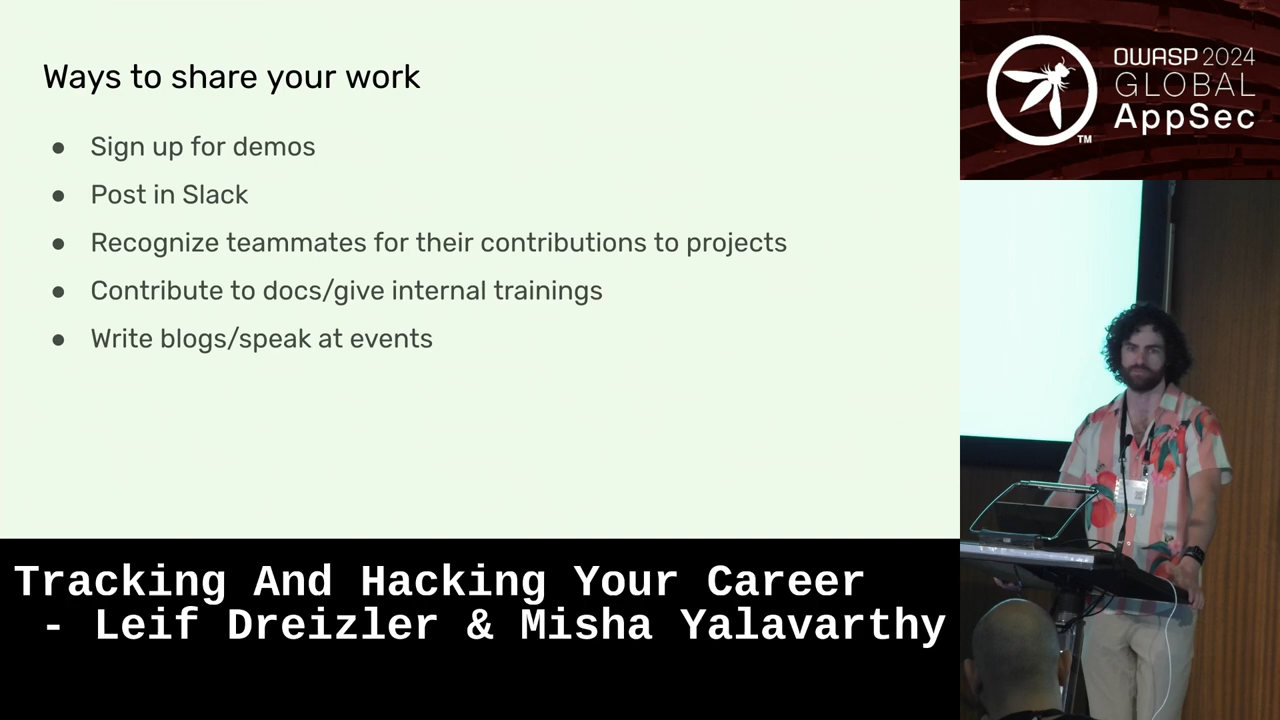 Ways to share your work
● Sign up for demos
● Post in Slack
● Recognize teammates for their contributions to projects
● Contribute to docs/give internal trainings
● Write blogs/speak at events
OWASP 2024
GLOBAL
AppSec
TM
Tracking And Hacking Your Career
- Leif Dreizler & Misha Yalavarthy